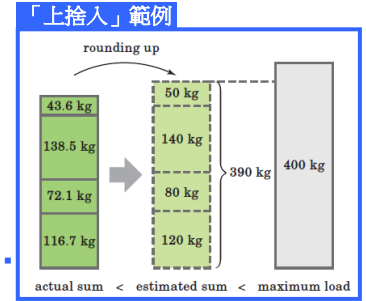 「上捨入」範例
rounding up
43.6 kg
138.5 kg
72.1 kg
116.7 kg
50 kg
140 kg
80 kg
120 kg
390 kg
400 kg
actual sum < estimated sum < maximum load